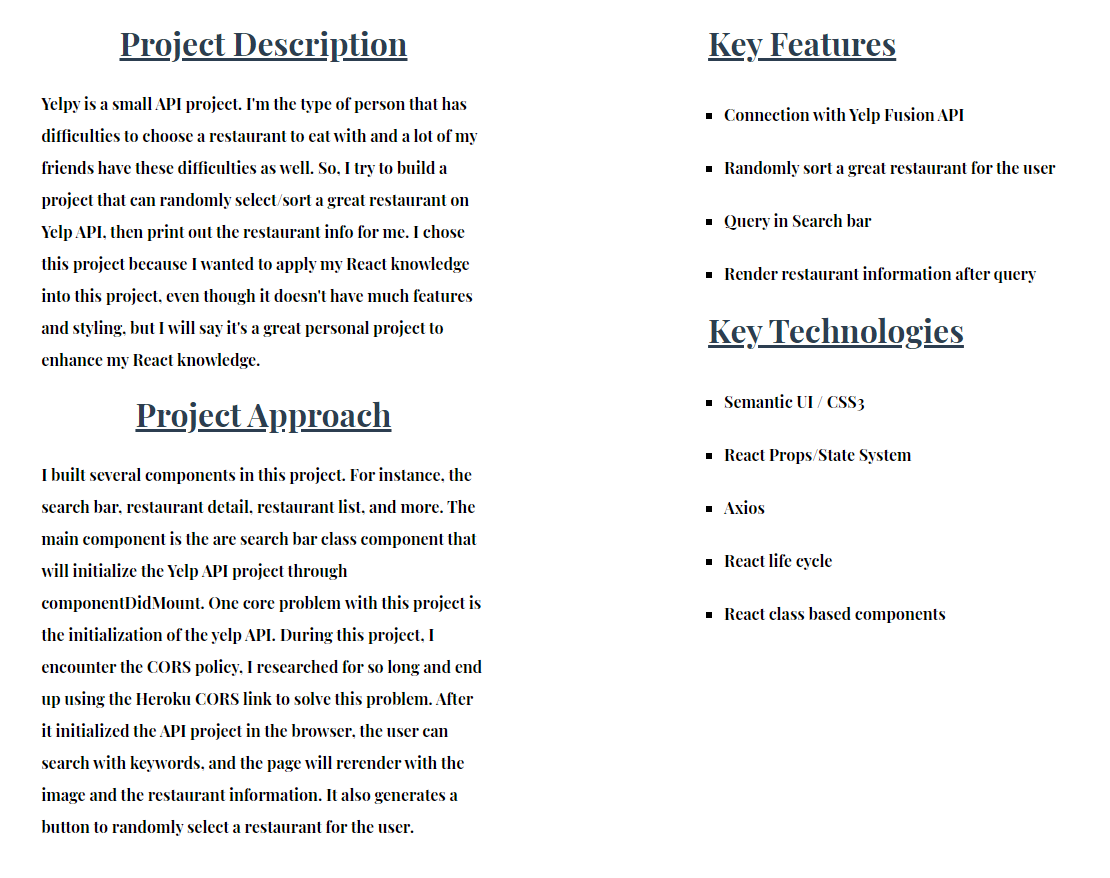 Project Description
Yelpy is a small API project. I'm the type of person that has
difficulties to choose a restaurant to eat with and a lot of my
friends have these difficulties as well. So, I try to build a
project that can randomly select/sort a great restaurant on
Yelp API, then print out the restaurant info for me. I chose
this project because I wanted to apply my React knowledge
into this project, even though it doesn't have much features
and styling, but I will say it's a great personal project to
enhance my React knowledge.
Project Approach
I built several components in this project. For instance, the
search bar, restaurant detail, restaurant list, and more. The
main component is the are search bar class component that
will initialize the Yelp API project through
componentDidMount. One core problem with this project is
the initialization of the yelp API. During this project, I
encounter the CORS policy, I researched for so long and end
up using the Heroku CORS link to solve this problem. After
it initialized the API project in the browser, the user can
search with keywords, and the page will rerender with the
image and the restaurant information. It also generates a
button to randomly select a restaurant for the user.
Key Features
Connection with Yelp Fusion API
Randomly sort a great restaurant for the user
Query in Search bar
Render restaurant information after query
Key Technologies
Semantic UI / CSS3
React Props/State System
Axios
React life cycle
React class based components